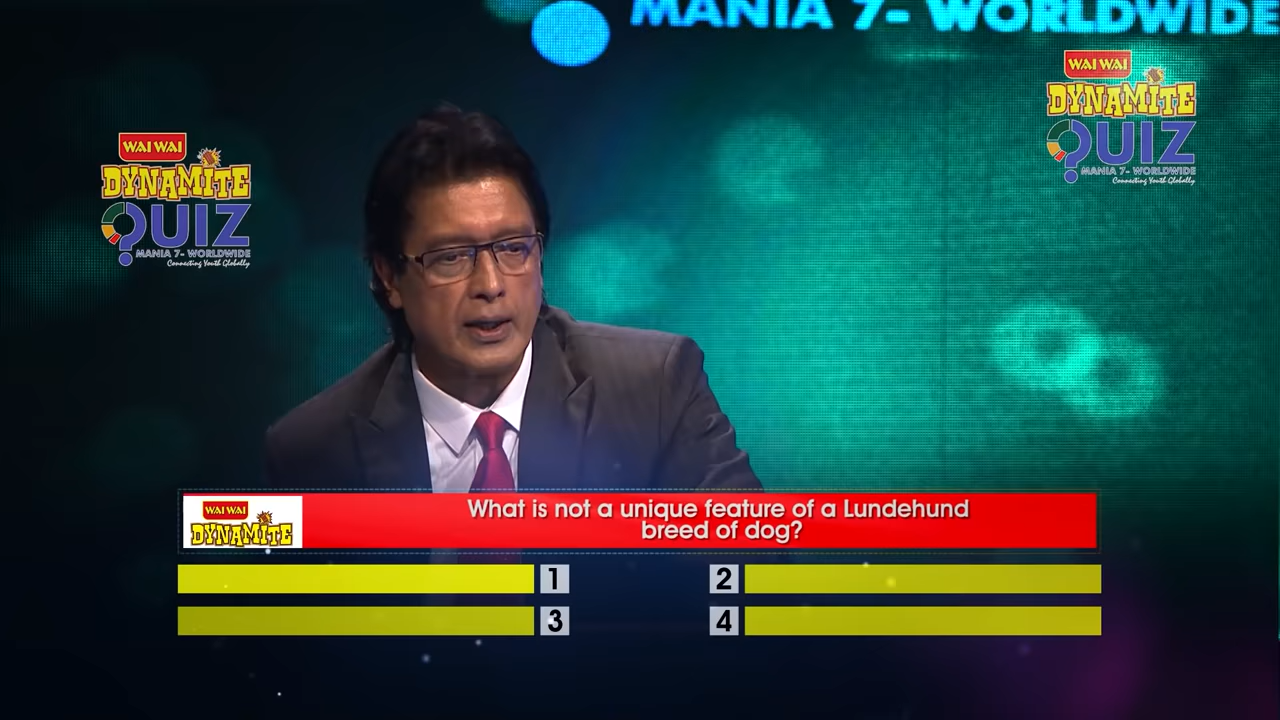 MANIA 7- WORLDWIDE
WAI WAI
DYNAMITE
QUIZ
MANIA 7- WORLDWIDE
Connecting Youth Globally
WAI WAI
DYNAMITE
QUIZ
MANIA 7- WORLDWIDE
Connecting Youth Globally
WAI WAI
DYNAMITE
What is not a unique feature of a Lundehund
breed of dog?
1
2
3
4